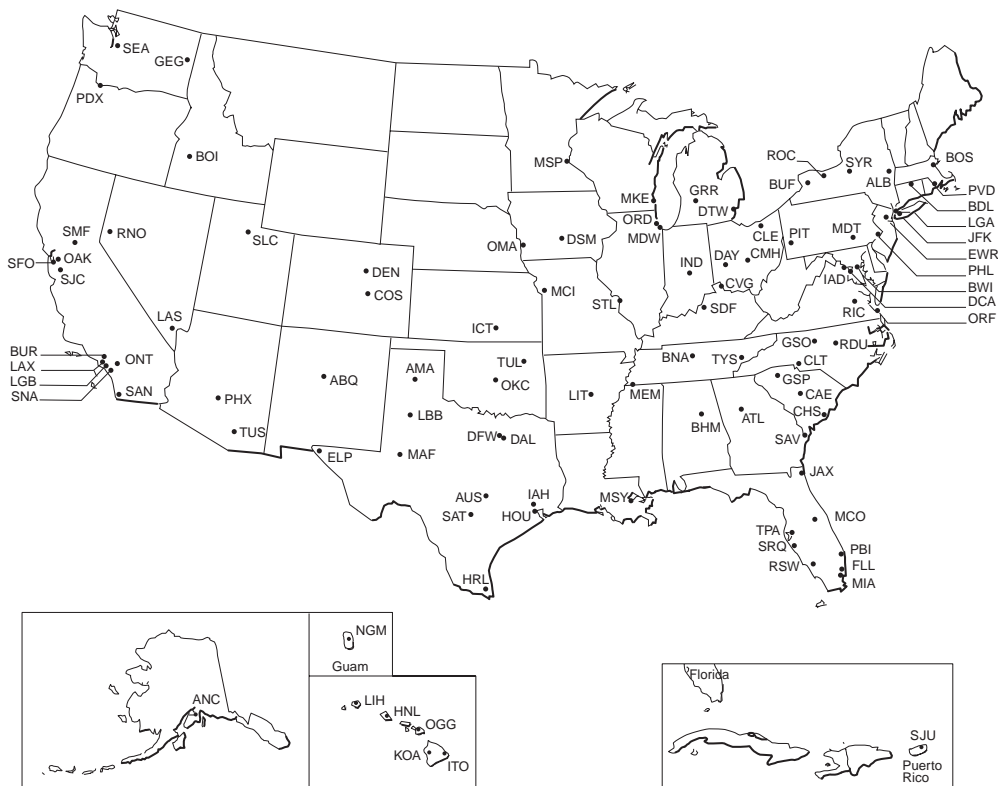 SEA
GEG
PDX
BOI
MSP
ROC
SYR
BOS
BUF
ALB
PVD
BDL
LGA
JFK
EWR
PHL
BWI
DCA
ORF
MKE
GRR
DTW
ORD
MDW
CLE
PIT
MDT
SMF
RNO
SLC
OMA
DSM
SFO
OAK
SJC
DEN
COS
IND
DAY
CMH
CVG
IAD
MCI
STL
SDF
RIC
LAS
ICT
GSO
RDU
BUR
LAX
LGB
SNA
ONT
SAN
ABQ
AMA
TUL
OKC
BNA
TYS
CLT
PHX
TUS
LBB
LIT
MEM
GSP
CAE
CHS
BHM
ATL
SAV
DFW
DAL
ELP
MAF
JAX
AUS
SAT
IAH
HOU
MSY
MCO
TPA
SRQ
RSW
PBI
FLL
MIA
HRL
NGM
Guam
ANC
LIH
HNL
OGG
KOA
ITO
Florida
SJU
Puerto
Rico